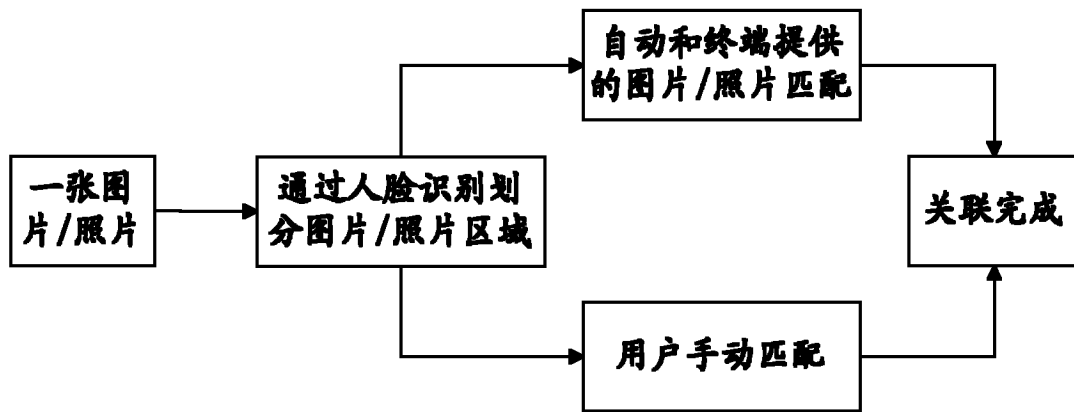 一张图
片/照片
通过人脸识别划
分图片/照片区域
自动和终端提供
的图片/照片匹配
用户手动匹配
关联完成